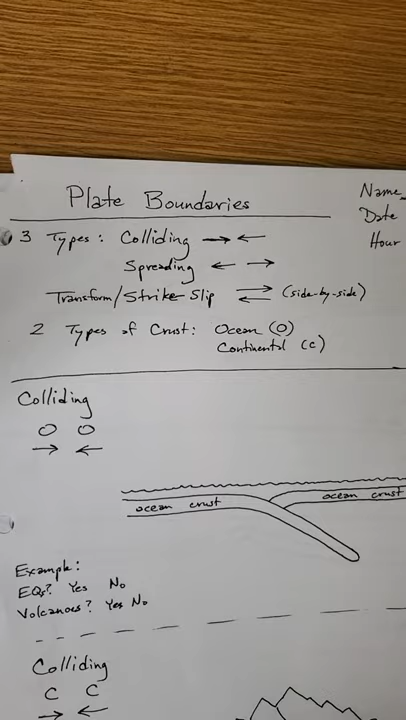 Plate Boundaries
Name
Date
Hour
3 Types: Colliding → ←
Spreading ← →
Transform/Strike-Slip → ← (side-by-side)
2 Types of Crust: Ocean (O)
Continental (C)
Colliding
O O
→ ←
ocean crust
ocean crust
Example:
EQs? Yes No
Volcanoes? Yes No
Colliding
C C
→ ←